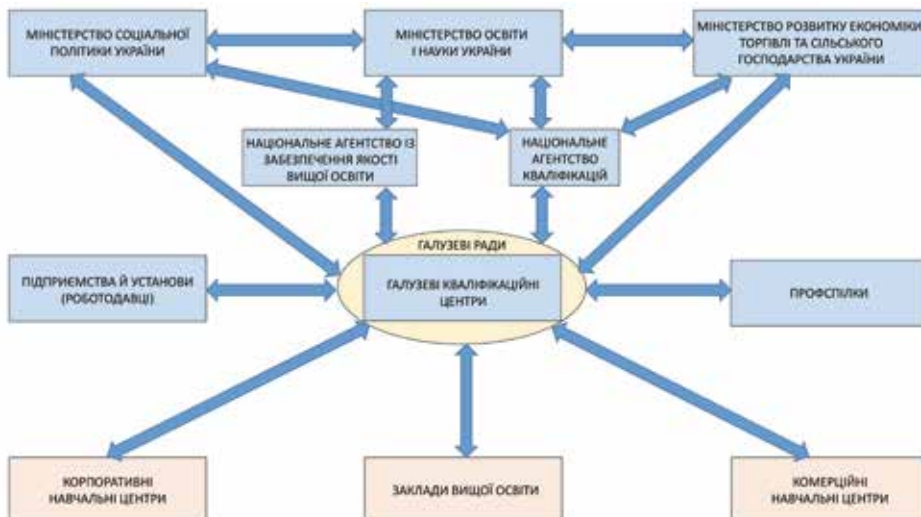 МІНІСТЕРСТВО СОЦІАЛЬНОЇ
ПОЛІТИКИ УКРАЇНИ
МІНІСТЕРСТВО ОСВІТИ
І НАУКИ УКРАЇНИ
МІНІСТЕРСТВО РОЗВИТКУ ЕКОНОМІКИ
ТОРГІВЛІ ТА СІЛЬСЬКОГО
ГОСПОДАРСТВА УКРАЇНИ
НАЦІОНАЛЬНЕ АГЕНТСТВО ІЗ
ЗАБЕЗПЕЧЕННЯ ЯКОСТІ
ВИЩОЇ ОСВІТИ
НАЦІОНАЛЬНЕ
АГЕНТСТВО
КВАЛІФІКАЦІЙ
ГАЛУЗЕВІ РАДИ
ПІДПРИЄМСТВА Й УСТАНОВИ
(РОБОТОДАВЦІ)
ГАЛУЗЕВІ КВАЛІФІКАЦІЙНІ
ЦЕНТРИ
ПРОФСПІЛКИ
КОРПОРАТИВНІ
НАВЧАЛЬНІ ЦЕНТРИ
ЗАКЛАДИ ВИЩОЇ ОСВІТИ
КОМЕРЦІЙНІ
НАВЧАЛЬНІ ЦЕНТРИ